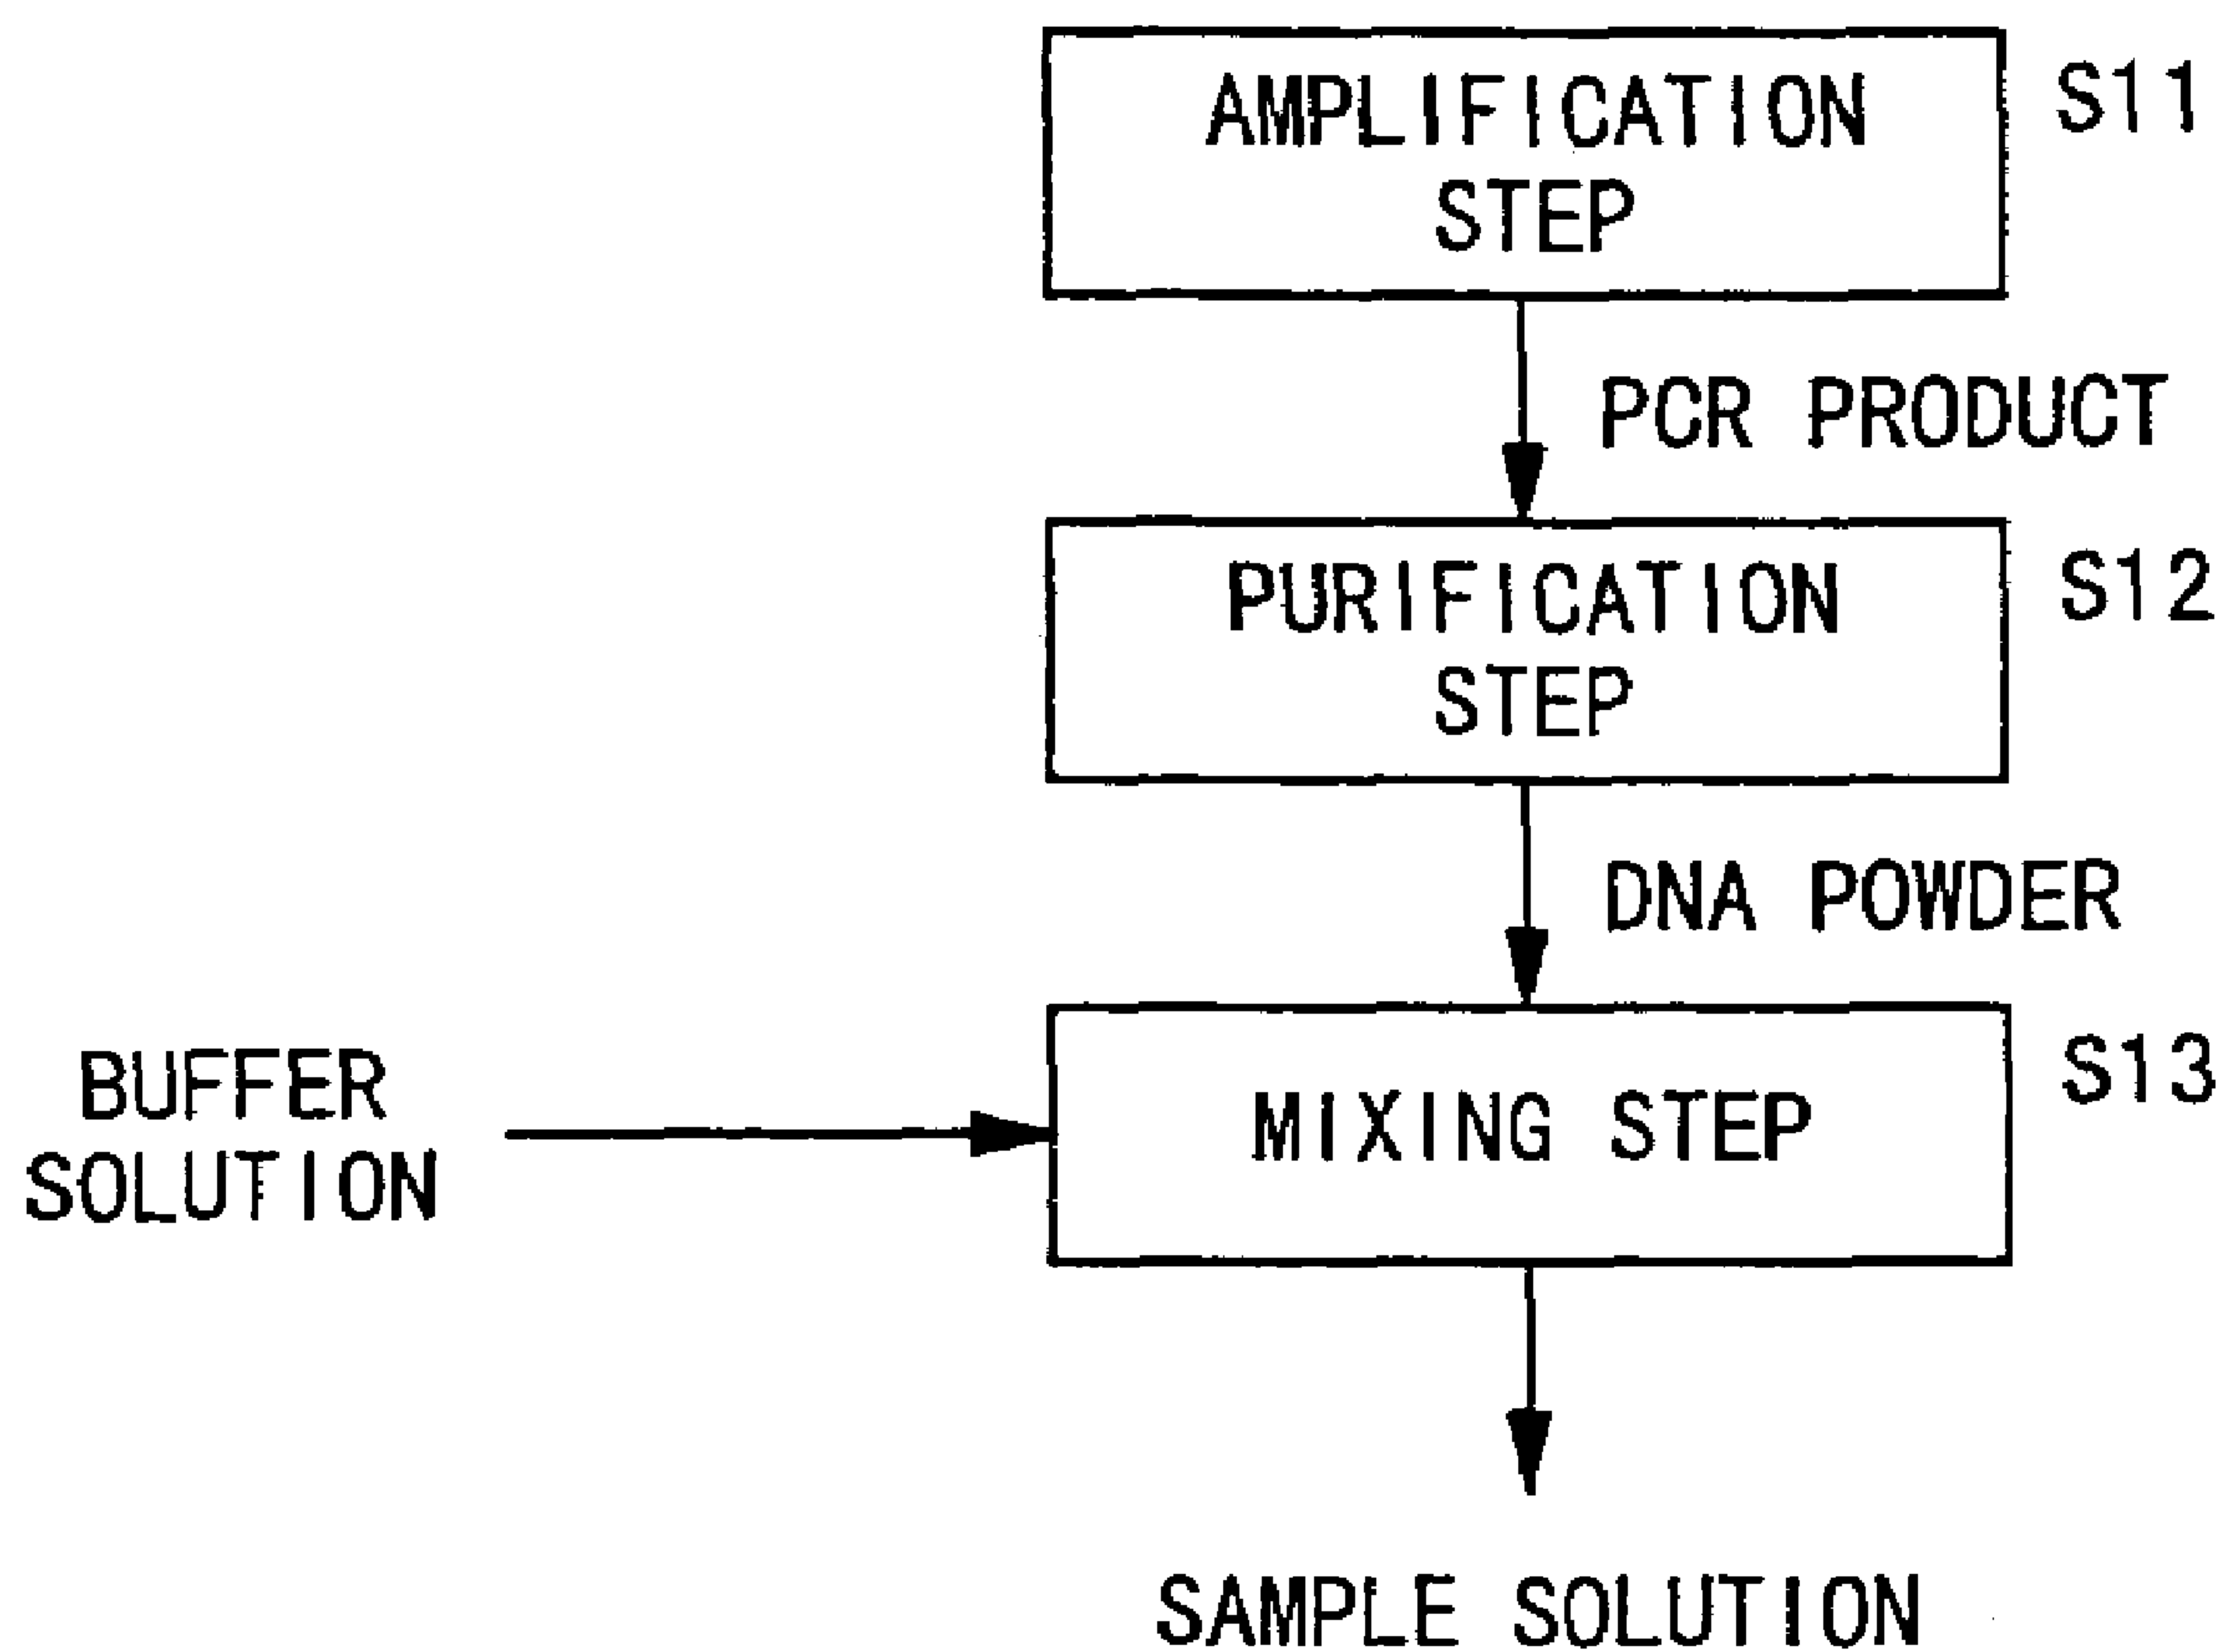 AMPLIFICATION
STEP
S11
PCR PRODUCT
PURIFICATION
STEP
S12
DNA POWDER
BUFFER
SOLUTION
MIXING STEP
S13
SAMPLE SOLUTION